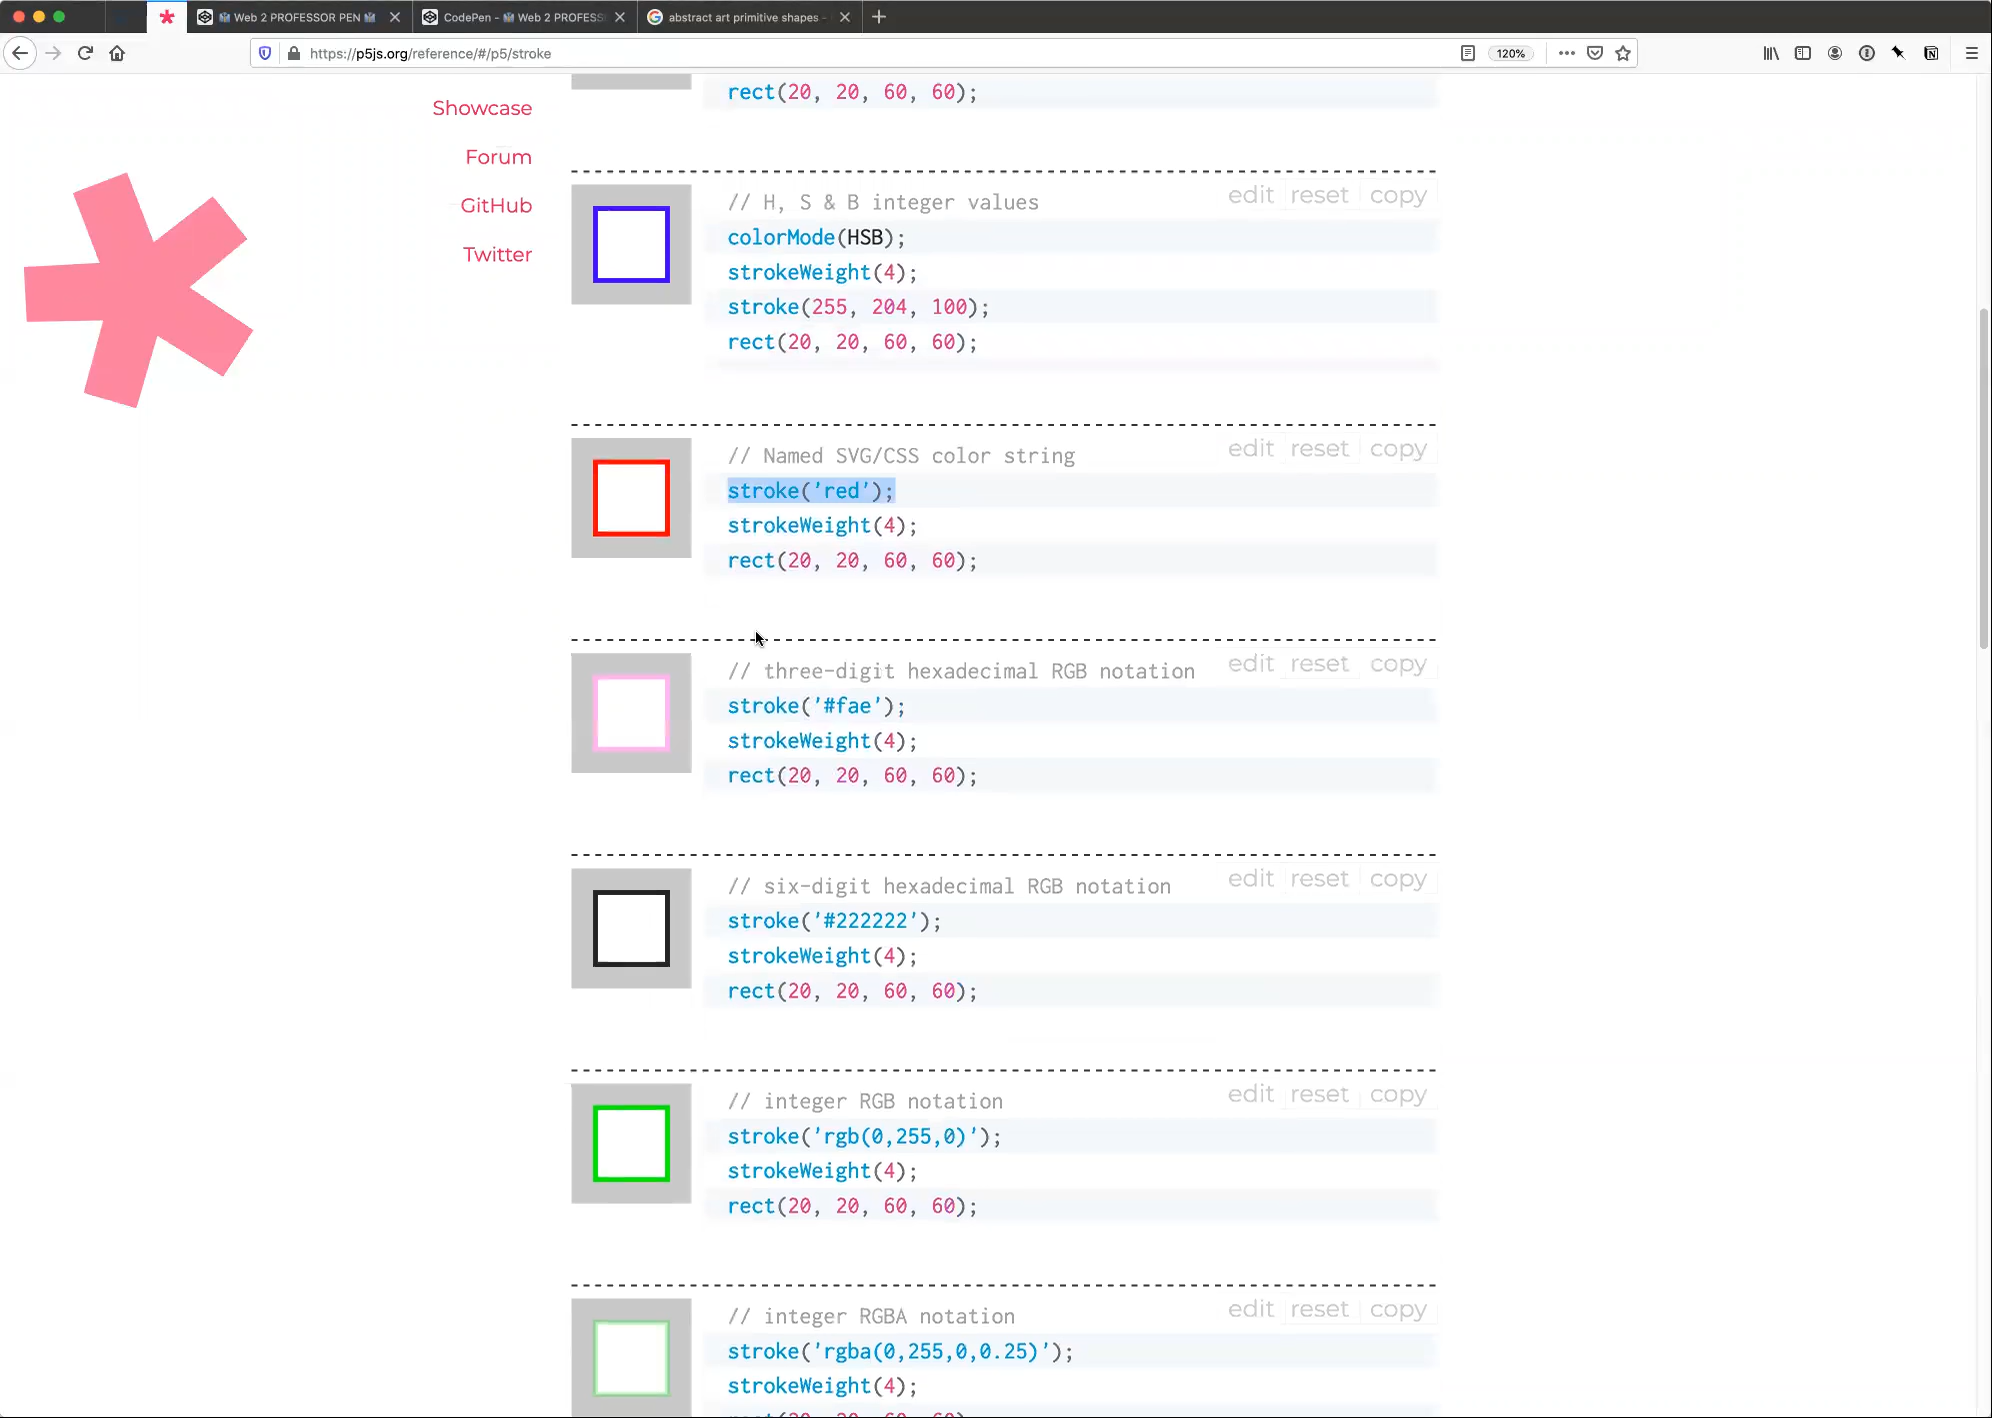 Web 2 PROFESSOR PEN
CodePen - Web 2 PROFESS
abstract art primitive shapes -
https://p5js.org/reference/#/p5/stroke
120%
Showcase
Forum
GitHub
Twitter
rect(20, 20, 60, 60);
edit reset copy
// H, S & B integer values
colorMode(HSB);
strokeWeight(4);
stroke(255, 204, 100);
rect(20, 20, 60, 60);
edit reset copy
// Named SVG/CSS color string
stroke('red');
strokeWeight(4);
rect(20, 20, 60, 60);
edit reset copy
// three-digit hexadecimal RGB notation
stroke('#fae');
strokeWeight(4);
rect(20, 20, 60, 60);
edit reset copy
// six-digit hexadecimal RGB notation
stroke('#222222');
strokeWeight(4);
rect(20, 20, 60, 60);
edit reset copy
// integer RGB notation
stroke('rgb(0,255,0)');
strokeWeight(4);
rect(20, 20, 60, 60);
edit reset copy
// integer RGBA notation
stroke('rgba(0,255,0,0.25)');
strokeWeight(4);